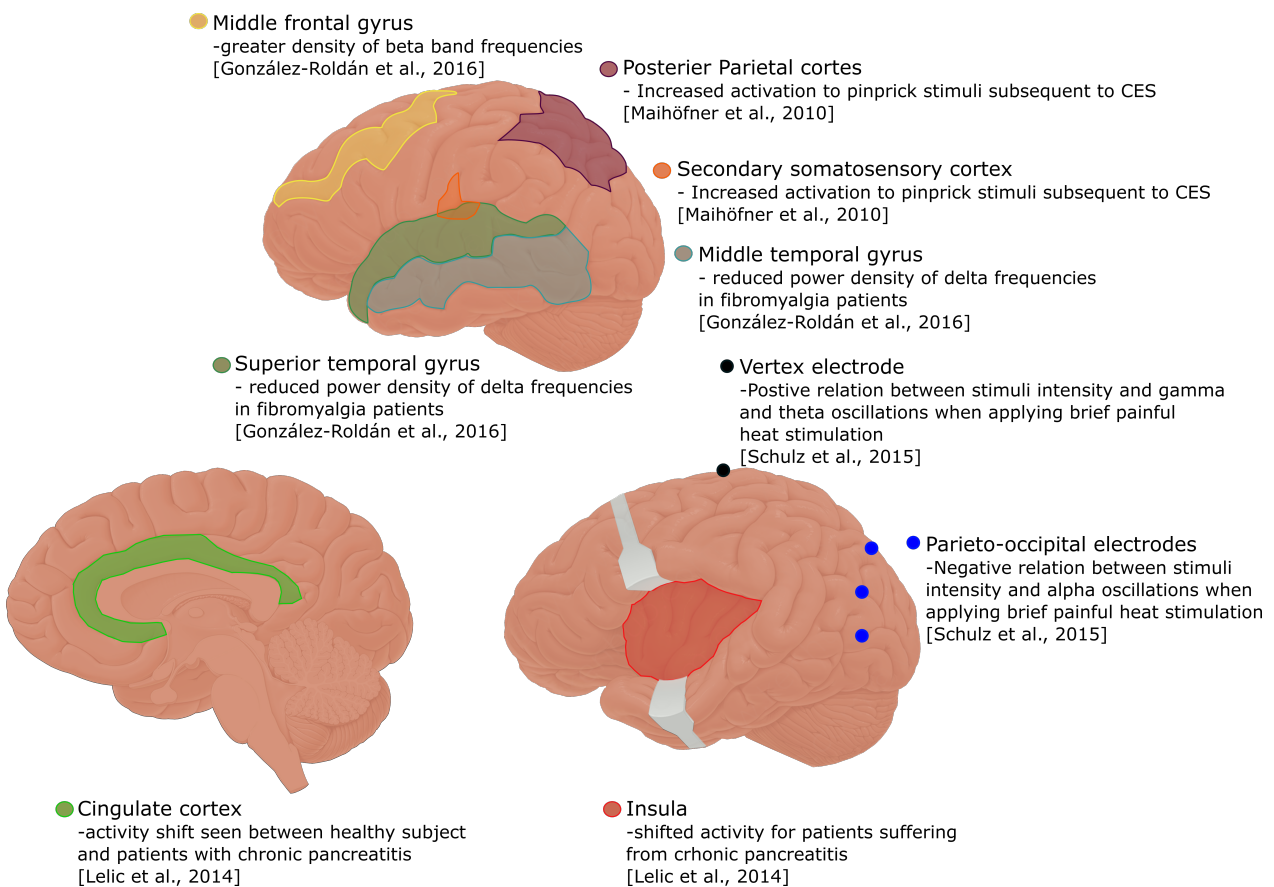 Middle frontal gyrus
-greater density of beta band frequencies
[González-Roldán et al., 2016]
Posterier Parietal cortes
- Increased activation to pinprick stimuli subsequent to CES
[Maihöfner et al., 2010]
Secondary somatosensory cortex
- Increased activation to pinprick stimuli subsequent to CES
[Maihöfner et al., 2010]
Middle temporal gyrus
- reduced power density of delta frequencies
in fibromyalgia patients
[González-Roldán et al., 2016]
Superior temporal gyrus
- reduced power density of delta frequencies
in fibromyalgia patients
[González-Roldán et al., 2016]
Vertex electrode
-Postive relation between stimuli intensity and gamma
and theta oscillations when applying brief painful
heat stimulation
[Schulz et al., 2015]
Parieto-occipital electrodes
-Negative relation between stimuli
intensity and alpha oscillations when
applying brief painful heat stimulation
[Schulz et al., 2015]
Cingulate cortex
-activity shift seen between healthy subject
and patients with chronic pancreatitis
[Lelic et al., 2014]
Insula
-shifted activity for patients suffering
from crhonic pancreatitis
[Lelic et al., 2014]